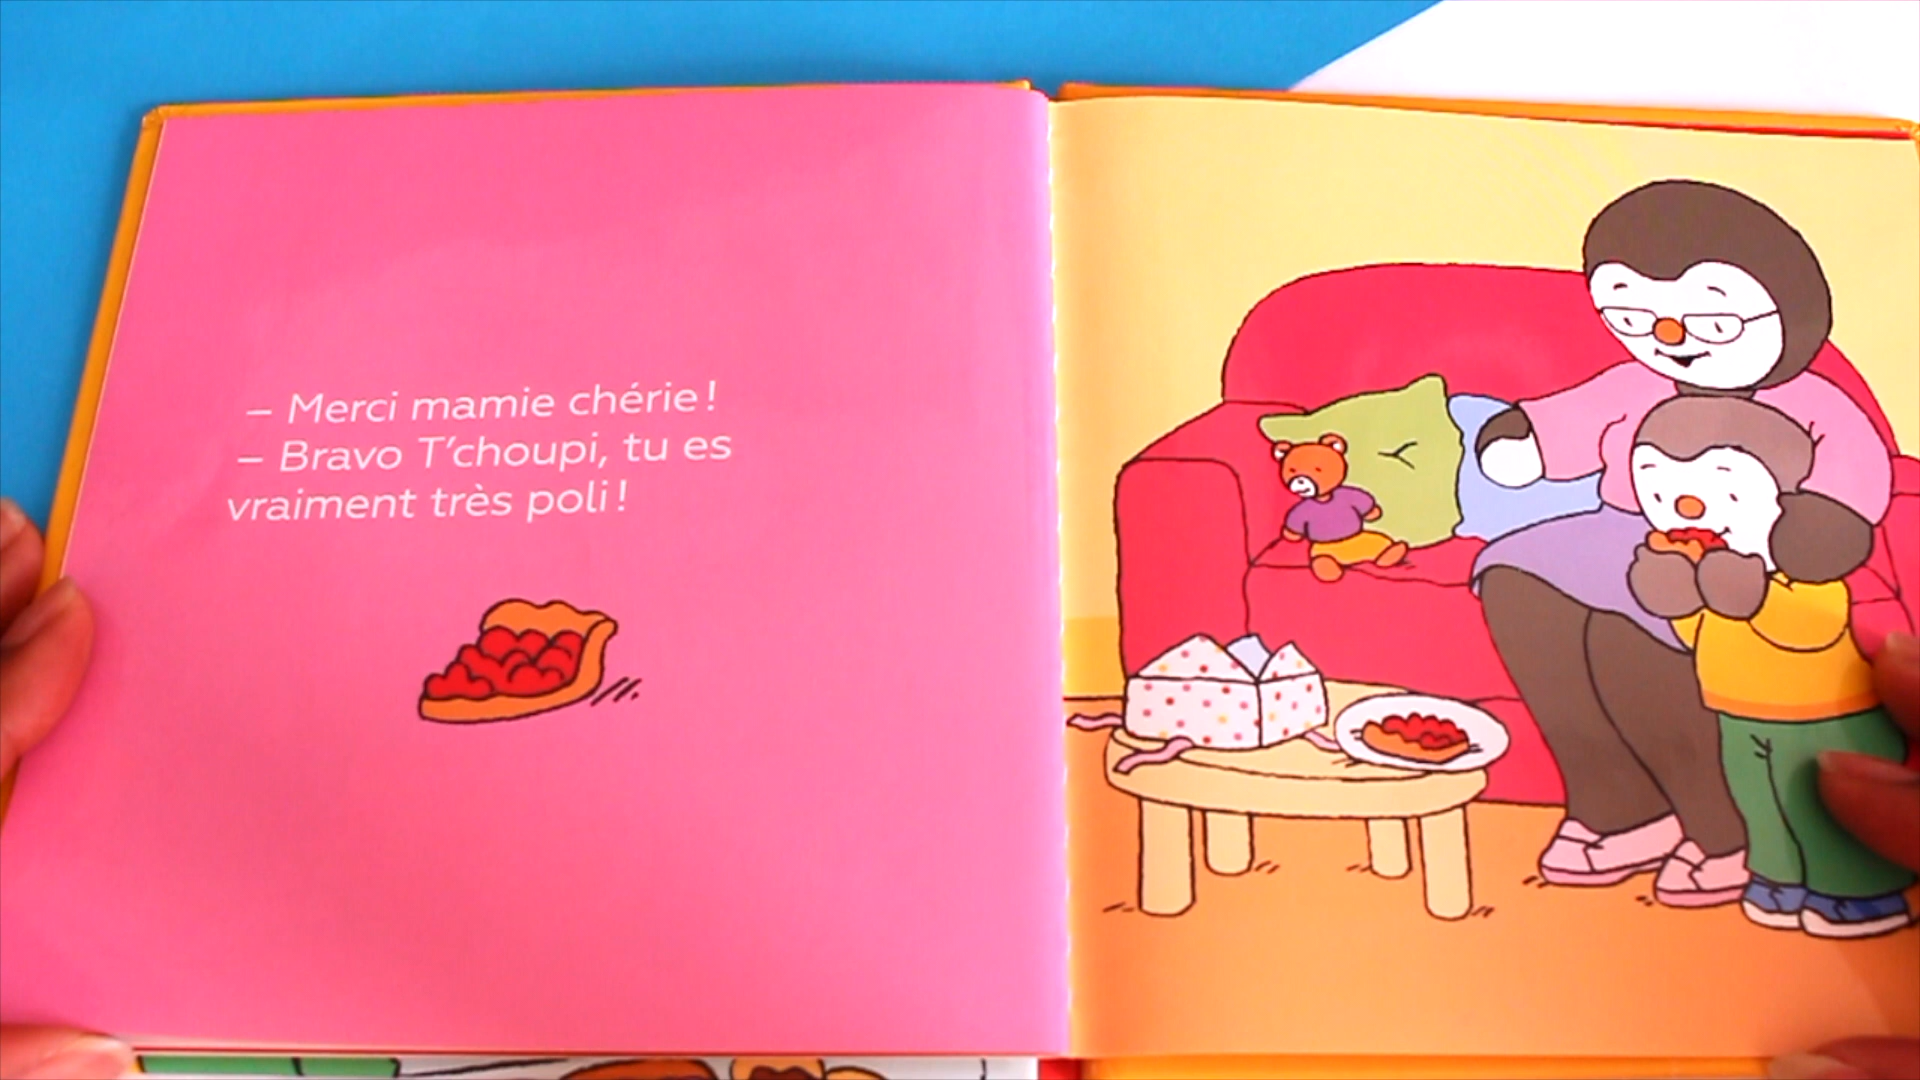 – Merci mamie chérie !
– Bravo T'choupi, tu es
vraiment très poli !